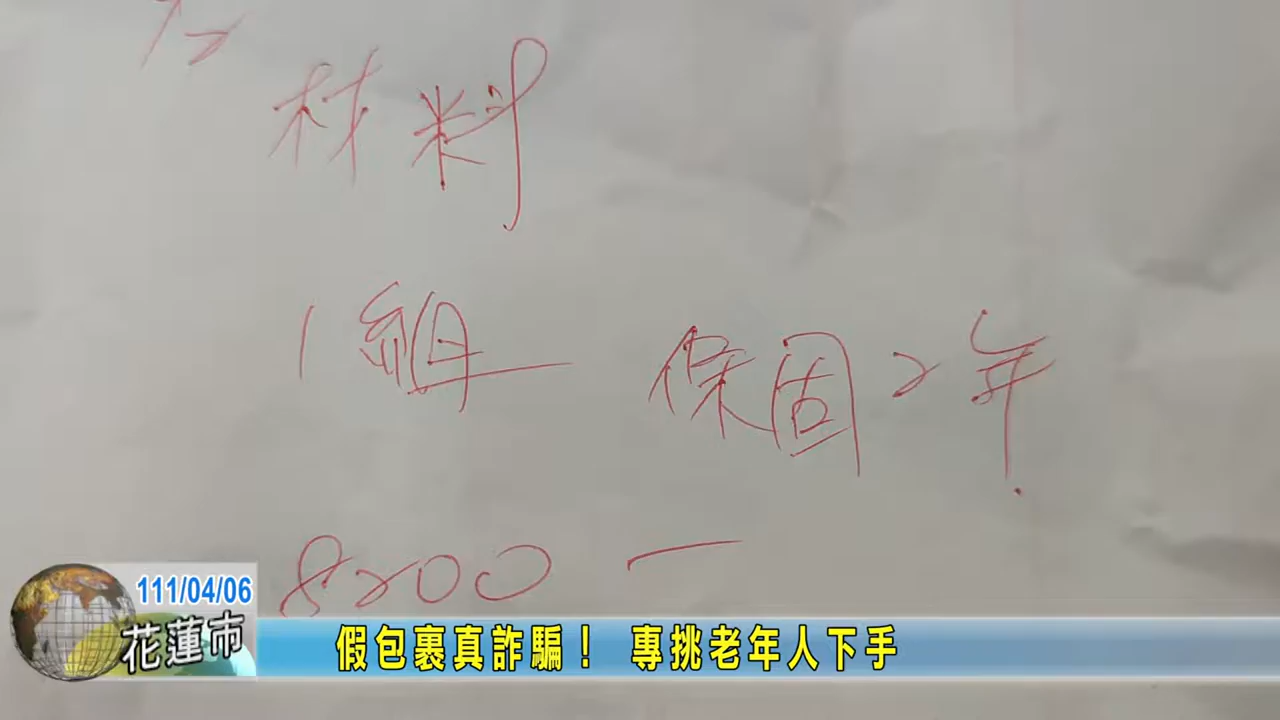 材料
1組
保固2年
8200 —
111/04/06
花蓮市
假包裹真詐騙！ 專挑老年人下手